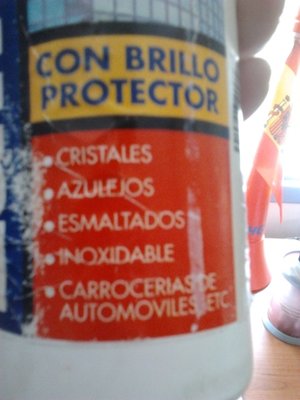 CON BRILLO
PROTECTOR
• CRISTALES
• AZULEJOS
• ESMALTADOS
• INOXIDABLE
• CARROCERIAS DE
AUTOMOVILES, ETC.